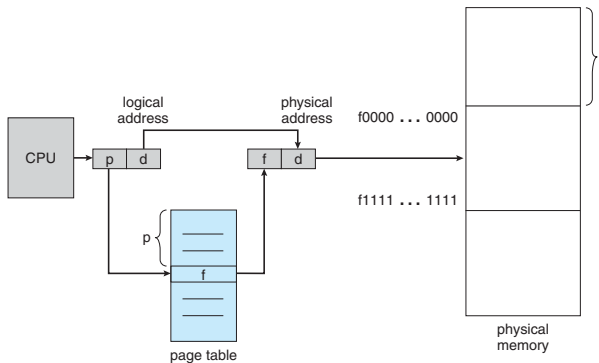 logical
address
physical
address
f0000 ... 0000
CPU
p
d
f
d
f1111 ... 1111
p
f
page table
physical
memory